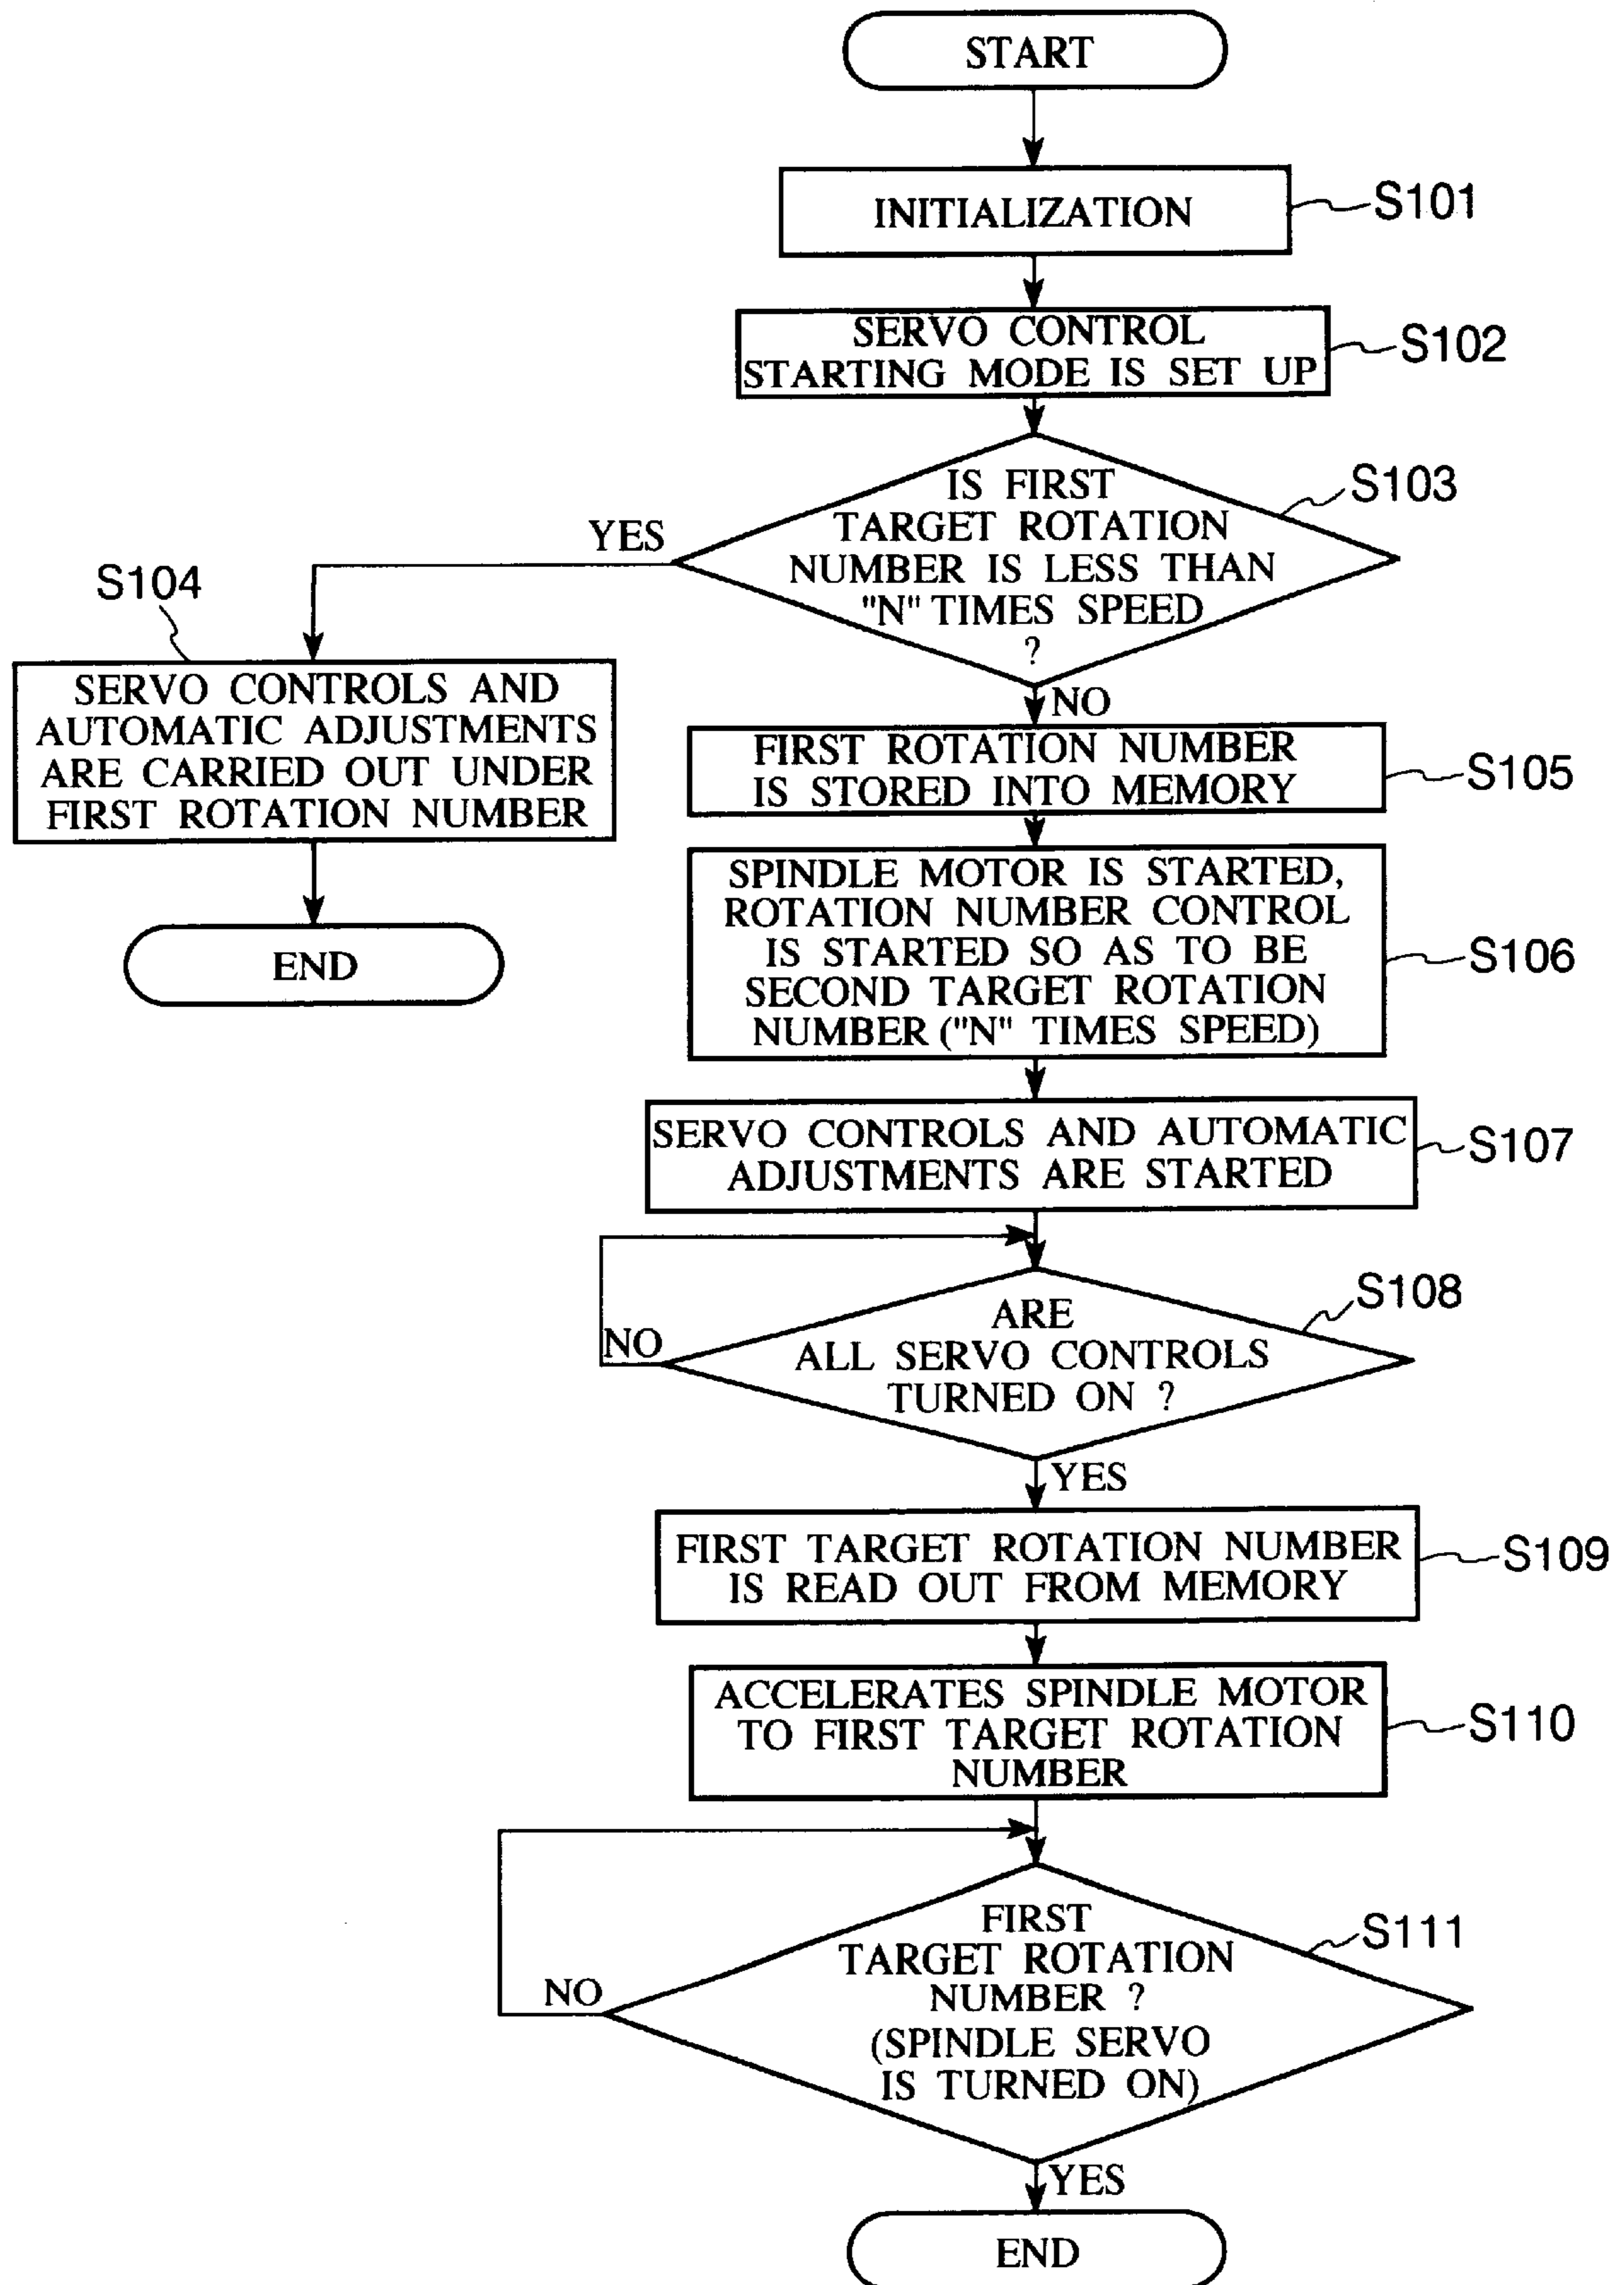 START
INITIALIZATION
S101
SERVO CONTROL
STARTING MODE IS SET UP
S102
IS FIRST
TARGET ROTATION
NUMBER IS LESS THAN
"N" TIMES SPEED
?
S103
YES
NO
S104
SERVO CONTROLS AND
AUTOMATIC ADJUSTMENTS
ARE CARRIED OUT UNDER
FIRST ROTATION NUMBER
END
FIRST ROTATION NUMBER
IS STORED INTO MEMORY
S105
SPINDLE MOTOR IS STARTED,
ROTATION NUMBER CONTROL
IS STARTED SO AS TO BE
SECOND TARGET ROTATION
NUMBER ("N" TIMES SPEED)
S106
SERVO CONTROLS AND AUTOMATIC
ADJUSTMENTS ARE STARTED
S107
ARE
ALL SERVO CONTROLS
TURNED ON ?
S108
NO
YES
FIRST TARGET ROTATION NUMBER
IS READ OUT FROM MEMORY
S109
ACCELERATES SPINDLE MOTOR
TO FIRST TARGET ROTATION
NUMBER
S110
FIRST
TARGET ROTATION
NUMBER ?
(SPINDLE SERVO
IS TURNED ON)
S111
NO
YES
END